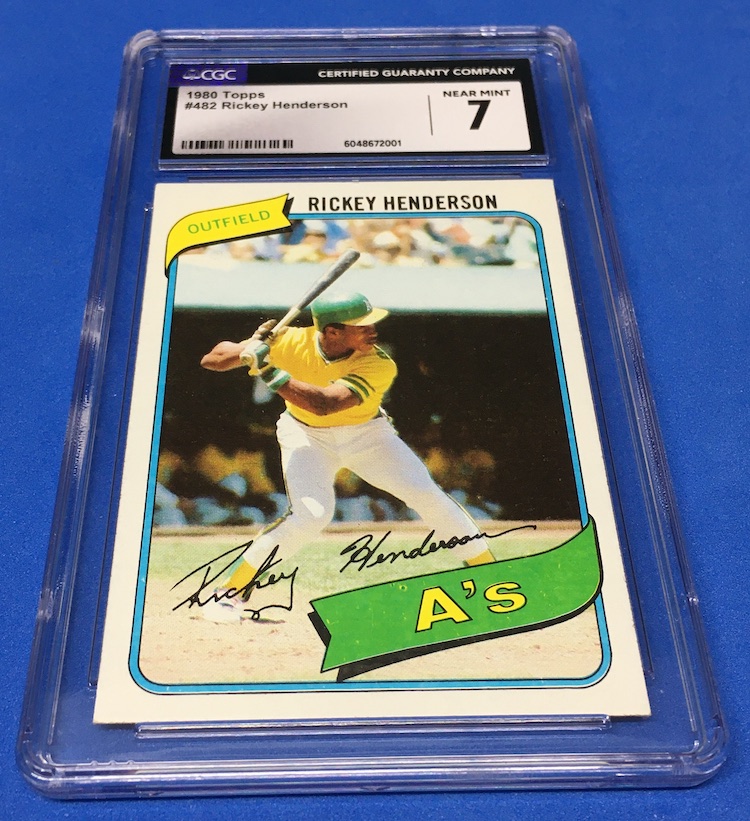 CGC
CERTIFIED GUARANTY COMPANY
1980 Topps
#482 Rickey Henderson
NEAR MINT
7
6048672001
OUTFIELD
RICKEY HENDERSON
Rickey Henderson
A's